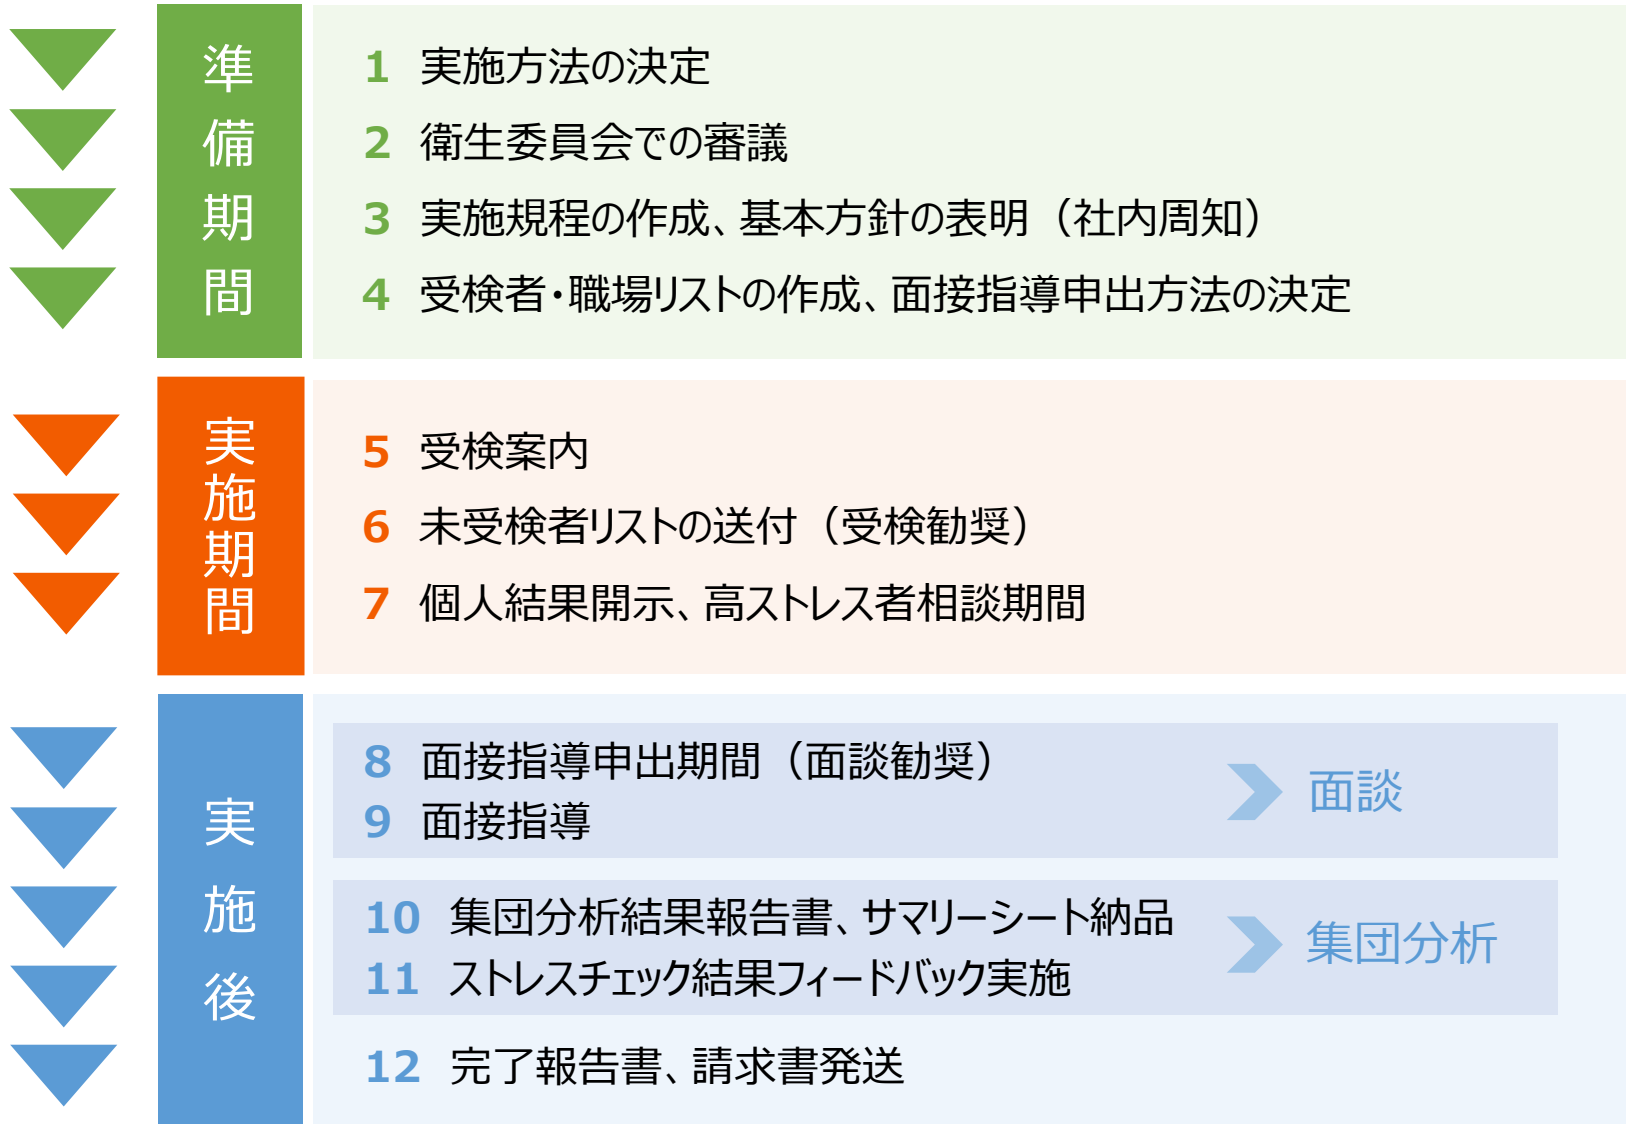 準備期間
1 実施方法の決定
2 衛生委員会での審議
3 実施規程の作成、基本方針の表明（社内周知）
4 受検者・職場リストの作成、面接指導申出方法の決定
実施期間
5 受検案内
6 未受検者リストの送付（受検勧奨）
7 個人結果開示、高ストレス者相談期間
実施後
8 面接指導申出期間（面談勧奨）
9 面接指導
面談
10 集団分析結果報告書、サマリーシート納品
11 ストレスチェック結果フィードバック実施
集団分析
12 完了報告書、請求書発送